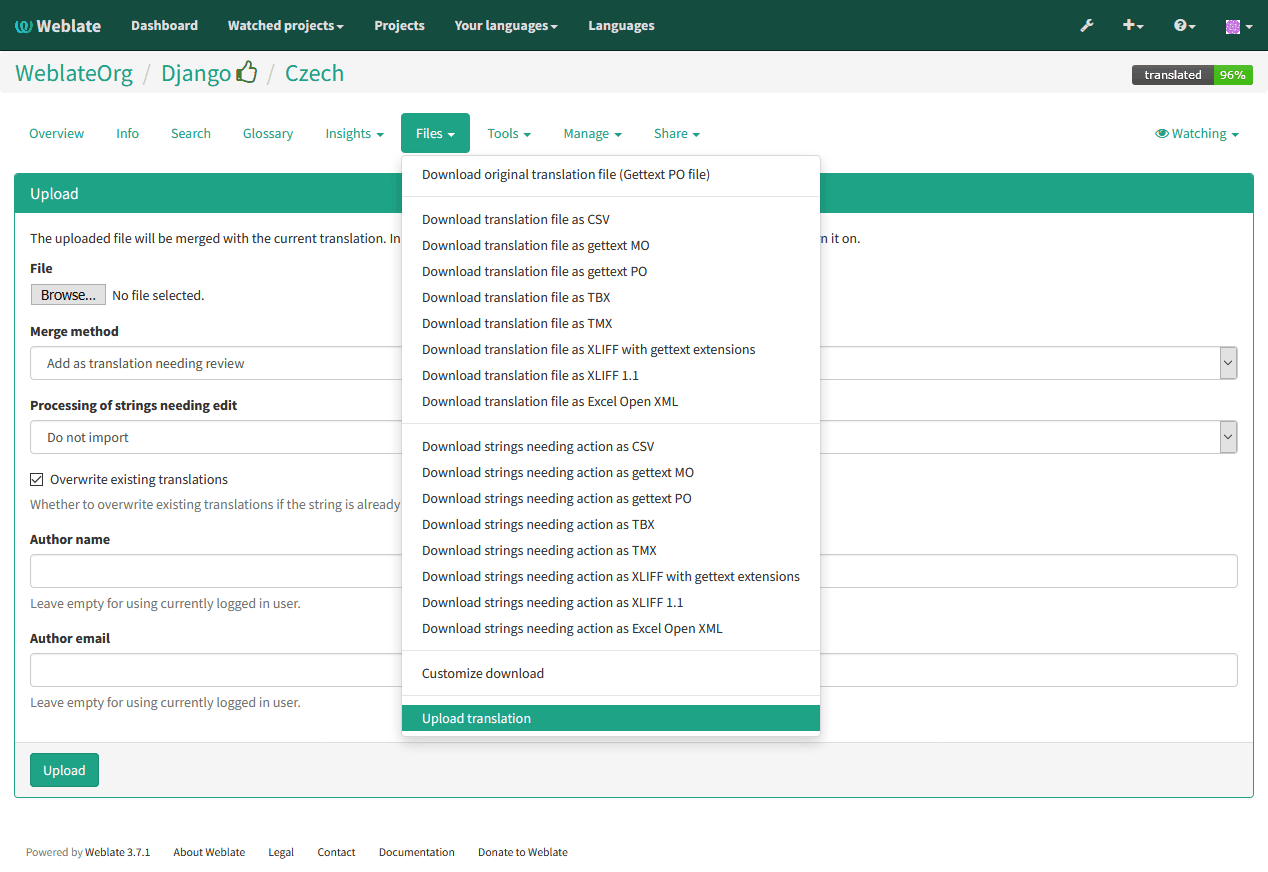 Weblate Dashboard Watched projects Projects Your languages Languages
WeblateOrg / Django / Czech
translated 96%
Overview Info Search Glossary Insights Files Tools Manage Share Watching
Download original translation file (Gettext PO file)
Download translation file as CSV
Download translation file as gettext MO
Download translation file as gettext PO
Download translation file as TBX
Download translation file as TMX
Download translation file as XLIFF with gettext extensions
Download translation file as XLIFF 1.1
Download translation file as Excel Open XML
Download strings needing action as CSV
Download strings needing action as gettext MO
Download strings needing action as gettext PO
Download strings needing action as TBX
Download strings needing action as TMX
Download strings needing action as XLIFF with gettext extensions
Download strings needing action as XLIFF 1.1
Download strings needing action as Excel Open XML
Customize download
Upload translation
Upload
The uploaded file will be merged with the current translation. In n it on.
File
Browse... No file selected.
Merge method
Add as translation needing review
Processing of strings needing edit
Do not import
Overwrite existing translations
Whether to overwrite existing translations if the string is already
Author name
Leave empty for using currently logged in user.
Author email
Leave empty for using currently logged in user.
Upload
Powered by Weblate 3.7.1 About Weblate Legal Contact Documentation Donate to Weblate